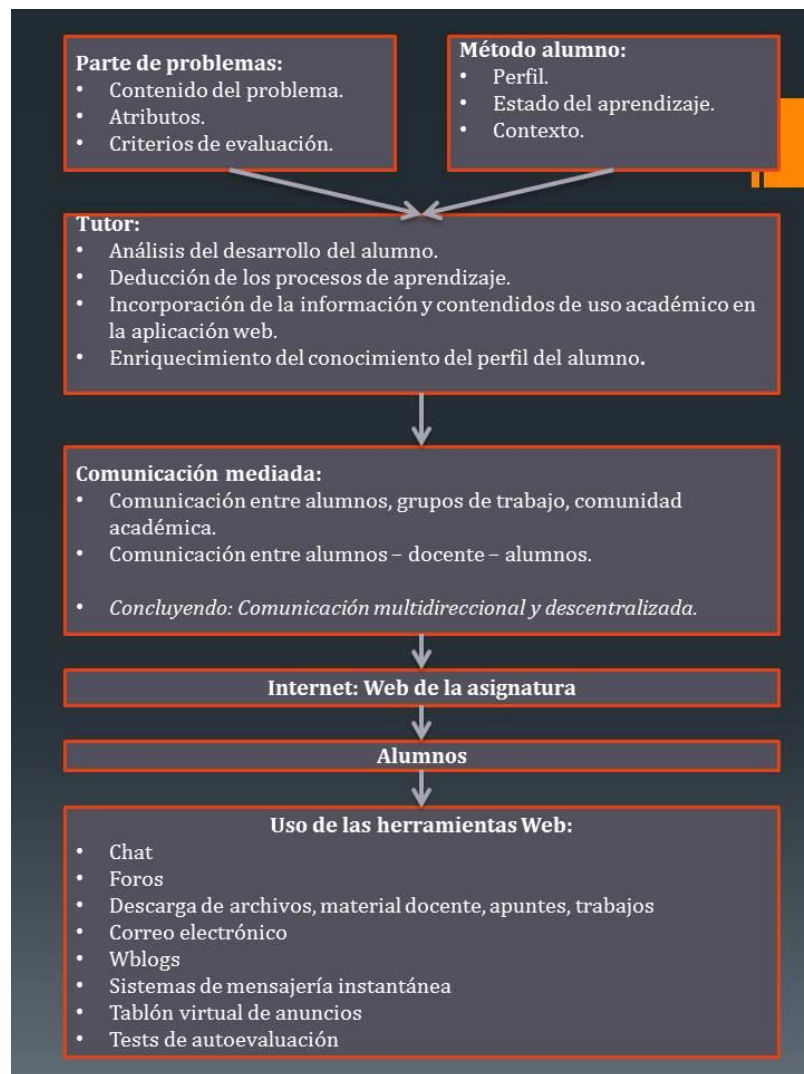 Parte de problemas:
• Contenido del problema.
• Atributos.
• Criterios de evaluación.
Método alumno:
• Perfil.
• Estado del aprendizaje.
• Contexto.
Tutor:
• Análisis del desarrollo del alumno.
• Deducción de los procesos de aprendizaje.
• Incorporación de la información y contendidos de uso académico en
la aplicación web.
• Enriquecimiento del conocimiento del perfil del alumno.
Comunicación mediada:
• Comunicación entre alumnos, grupos de trabajo, comunidad
académica.
• Comunicación entre alumnos – docente – alumnos.
• Concluyendo: Comunicación multidireccional y descentralizada.
Internet: Web de la asignatura
Alumnos
Uso de las herramientas Web:
• Chat
• Foros
• Descarga de archivos, material docente, apuntes, trabajos
• Correo electrónico
• Wblogs
• Sistemas de mensajería instantánea
• Tablón virtual de anuncios
• Tests de autoevaluación